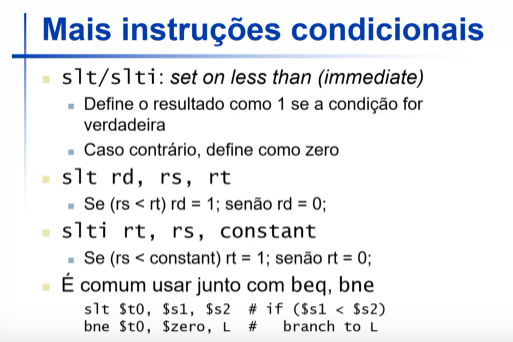 Mais instruções condicionais
slt/slti: set on less than (immediate)
Define o resultado como 1 se a condição for
verdadeira
Caso contrário, define como zero
slt rd, rs, rt
Se (rs < rt) rd = 1; senão rd = 0;
slti rt, rs, constant
Se (rs < constant) rt = 1; senão rt = 0;
É comum usar junto com beq, bne
slt $t0, $s1, $s2  # if ($s1 < $s2)
bne $t0, $zero, L  #   branch to L